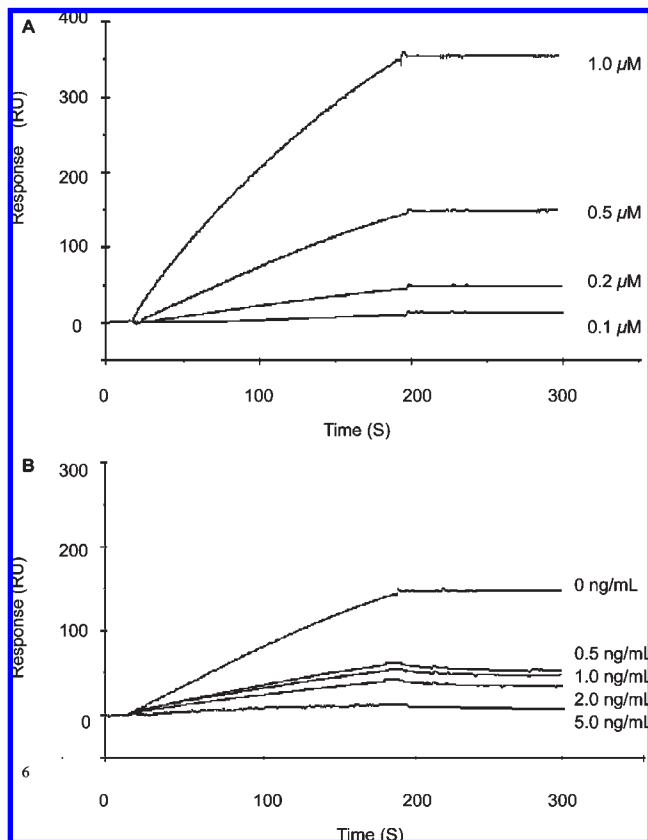 A
400
300
200
100
0
Response (RU)
1.0 µM
0.5 µM
0.2 µM
0.1 µM
0 100 200 300
Time (S)
B
300
200
100
0
Response (RU)
0 ng/mL
0.5 ng/mL
1.0 ng/mL
2.0 ng/mL
5.0 ng/mL
6
0 100 200 300
Time (S)